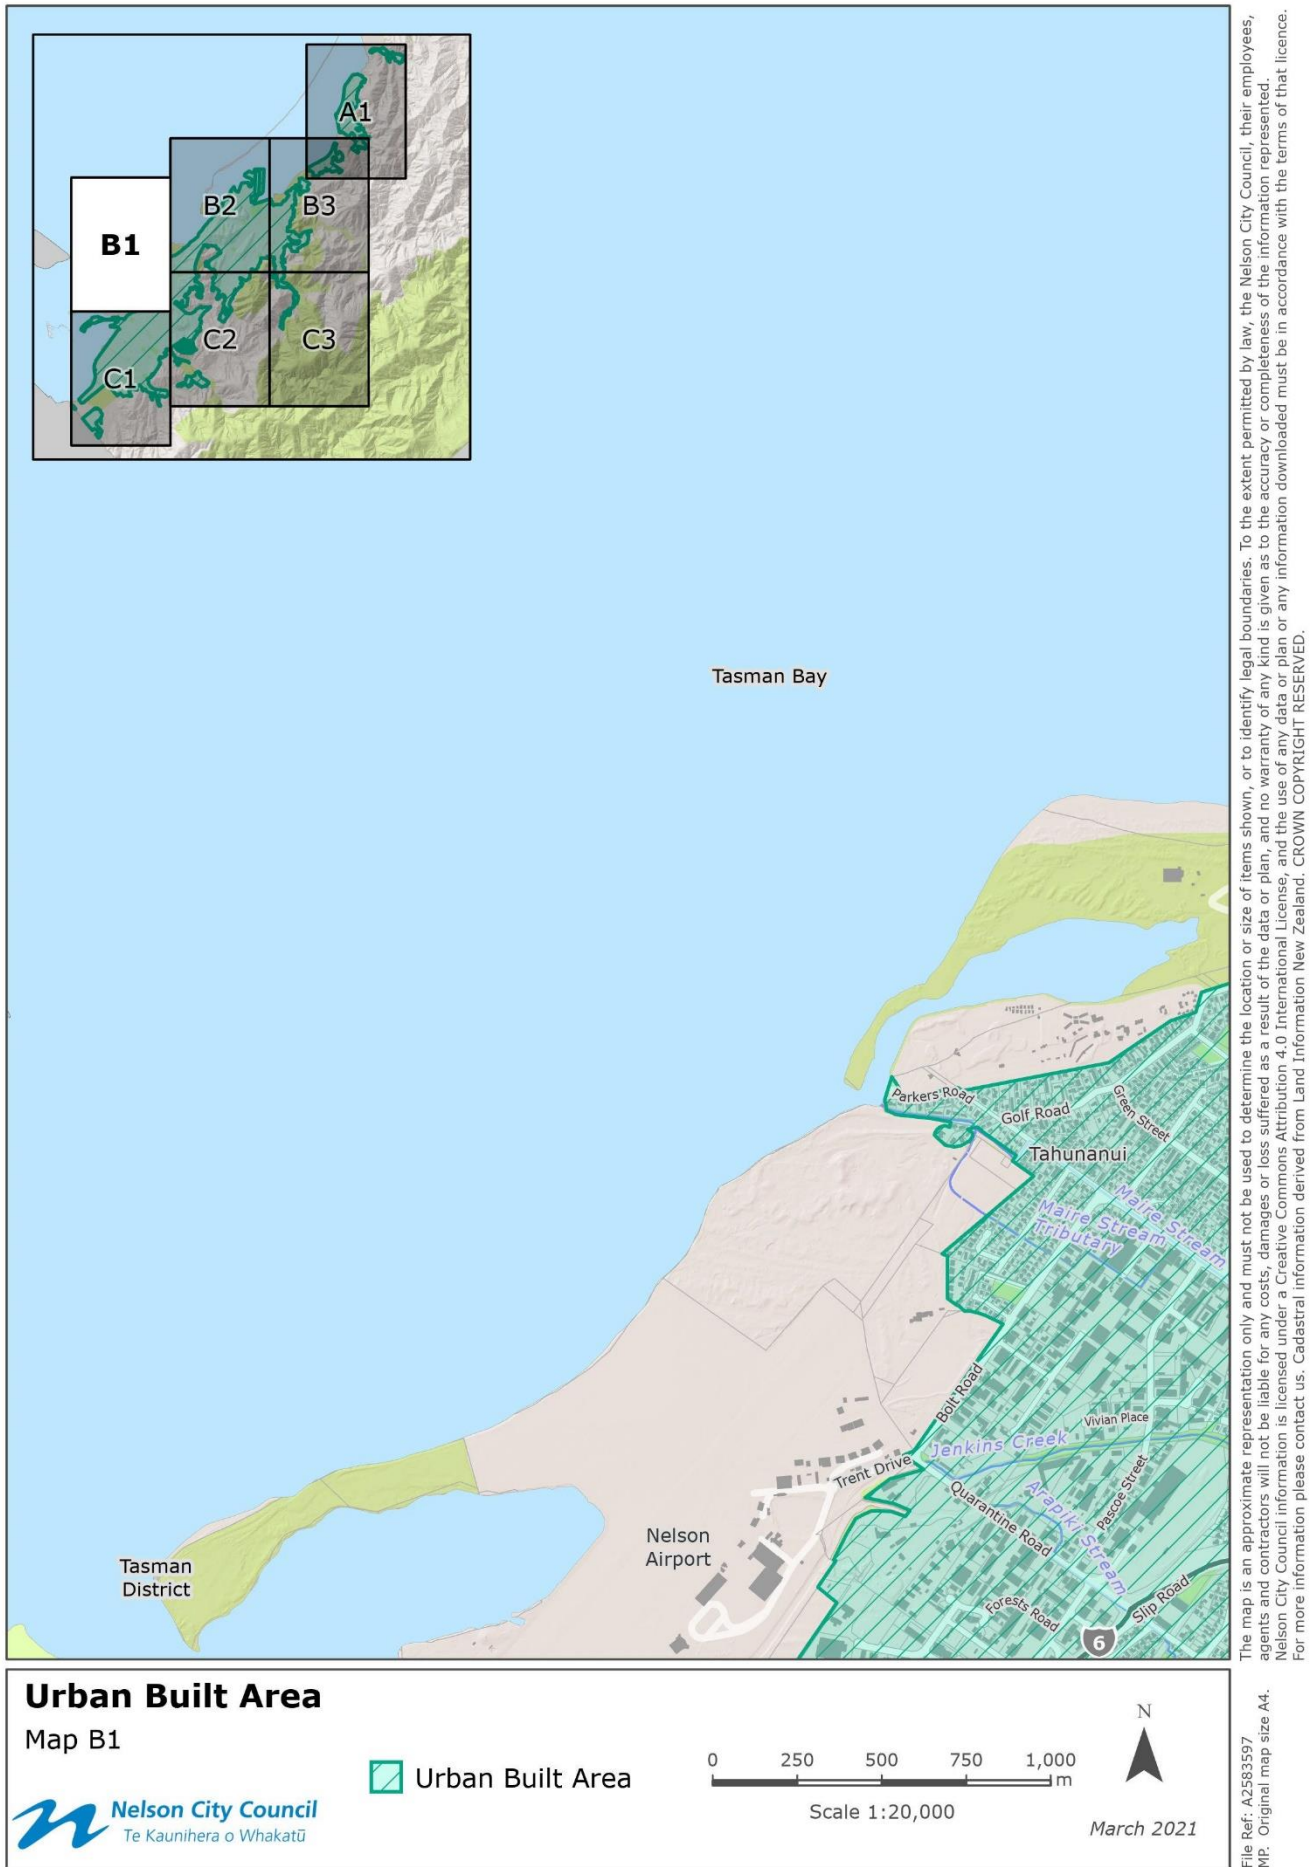 A1
B2
B3
B1
C2
C3
C1
Tasman Bay
Parkers Road
Golf Road
Green Street
Tahunanui
Maire Stream
Maire Stream
Tributary
Bolt Road
Vivian Place
Jenkins Creek
Trent Drive
Pascoe Street
Quarantine Road
Arapiki Stream
Nelson
Airport
Tasman
District
Forests Road
Slip Road
6
The map is an approximate representation only and must not be used to determine the location or size of items shown, or to identify legal boundaries. To the extent permitted by law, the Nelson City Council, their employees,
agents and contractors will not be liable for any costs, damages or loss suffered as a result of the data or plan, and no warranty of any kind is given as to the accuracy or completeness of the information represented.
Nelson City Council information is licensed under a Creative Commons Attribution 4.0 International License, and the use of any data or plan or any information downloaded must be in accordance with the terms of that licence.
For more information please contact us. Cadastral information derived from Land Information New Zealand. CROWN COPYRIGHT RESERVED.
Urban Built Area
Map B1
Nelson City Council
Te Kaunihera o Whakatū
Urban Built Area
0 250 500 750 1,000
m
Scale 1:20,000
N
March 2021
File Ref: A2583597
MP. Original map size A4.